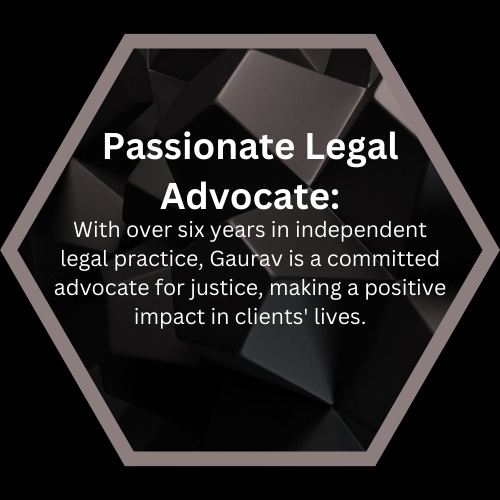 Passionate Legal
Advocate:
With over six years in independent
legal practice, Gaurav is a committed
advocate for justice, making a positive
impact in clients' lives.